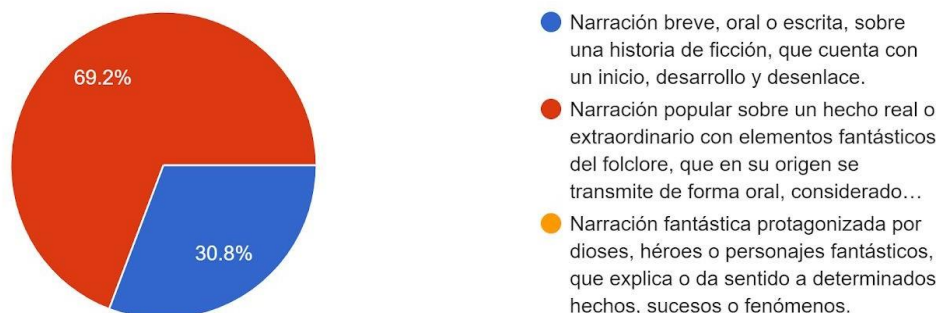 69.2%
30.8%
Narración breve, oral o escrita, sobre
una historia de ficción, que cuenta con
un inicio, desarrollo y desenlace.
Narración popular sobre un hecho real o
extraordinario con elementos fantásticos
del folclore, que en su origen se
transmite de forma oral, considerado…
Narración fantástica protagonizada por
dioses, héroes o personajes fantásticos,
que explica o da sentido a determinados
hechos, sucesos o fenómenos.